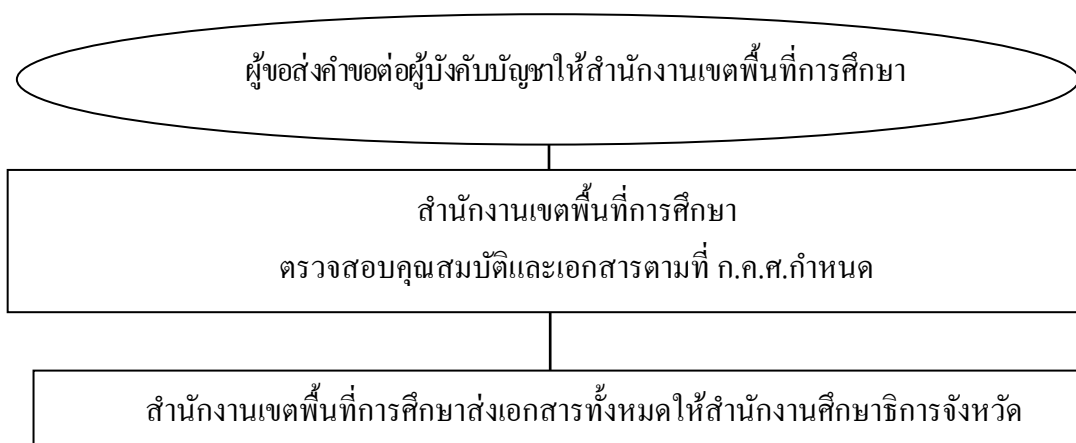 ผู้ขอส่งคำขอต่อผู้บังคับบัญชาให้สำนักงานเขตพื้นที่การศึกษา
สำนักงานเขตพื้นที่การศึกษา
ตรวจสอบคุณสมบัติและเอกสารตามที่ ก.ค.ศ.กำหนด
สำนักงานเขตพื้นที่การศึกษาส่งเอกสารทั้งหมดให้สำนักงานศึกษาธิการจังหวัด